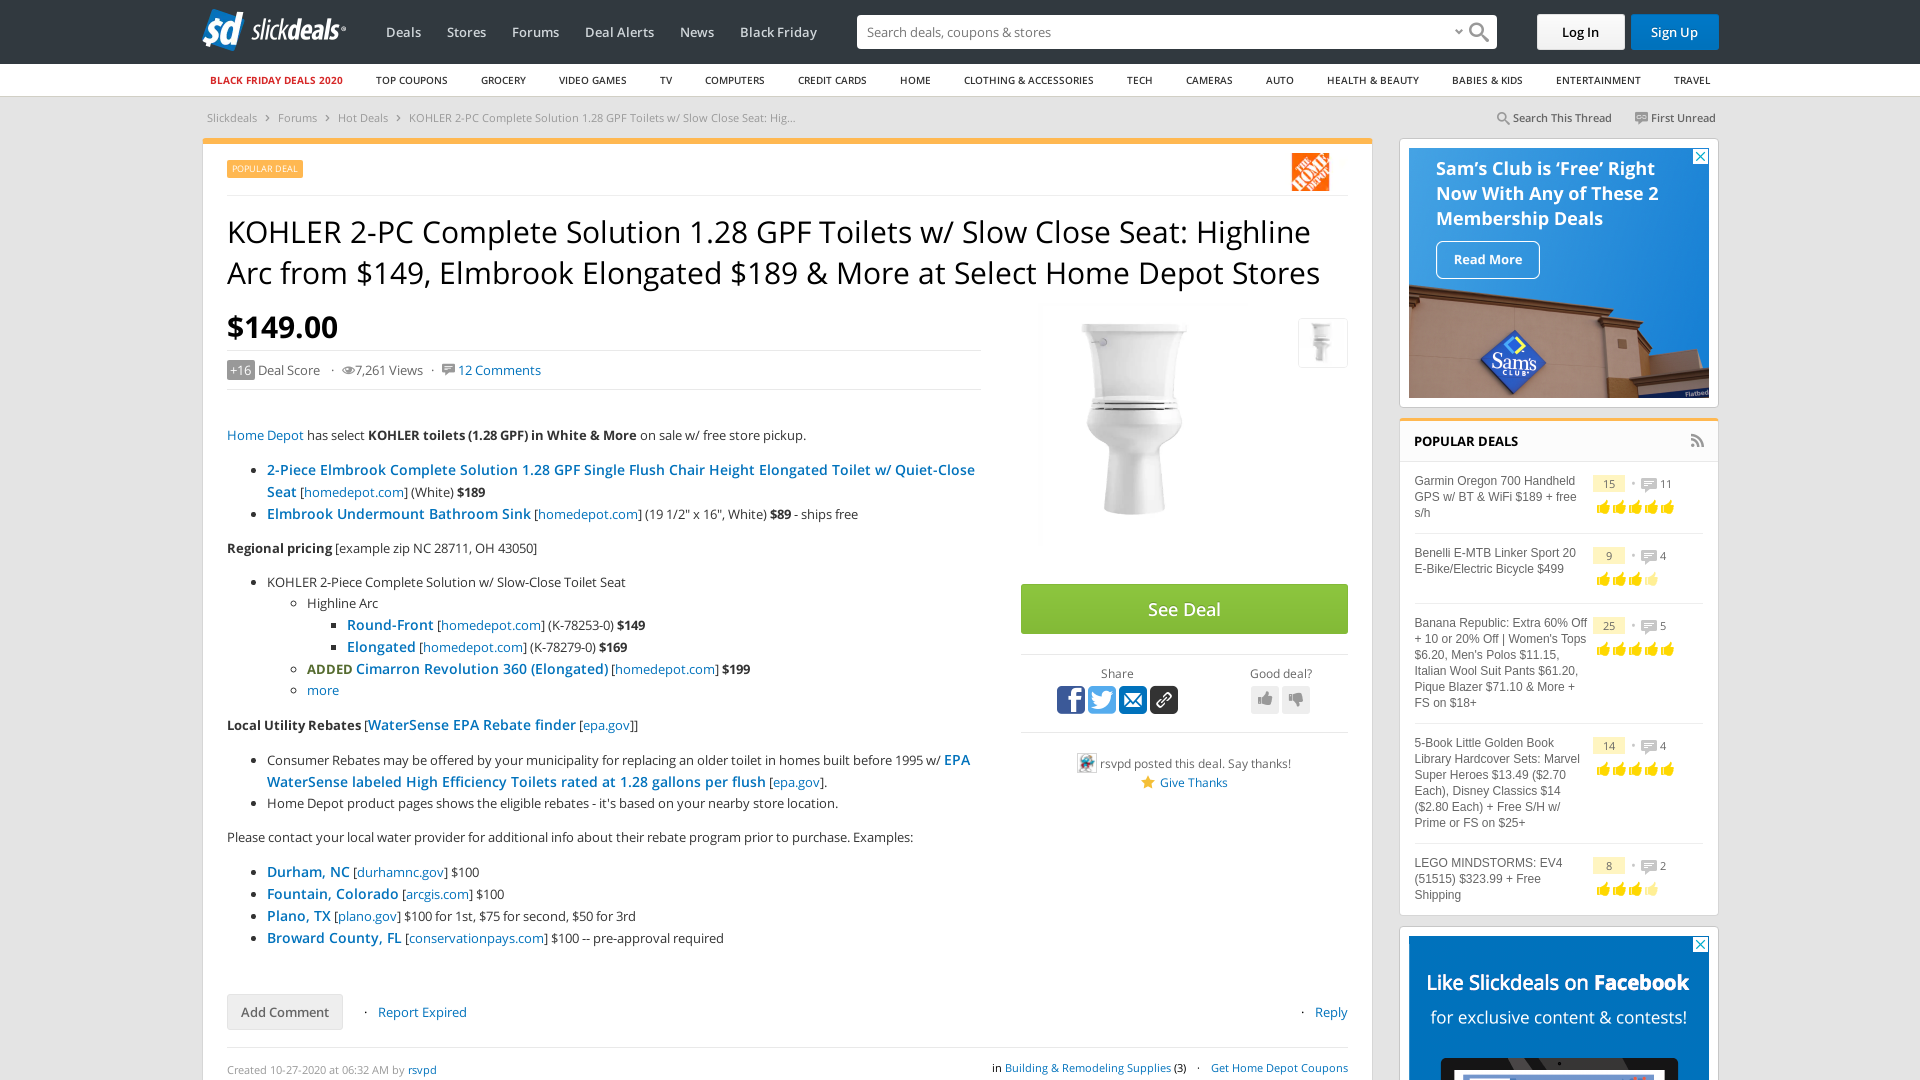 slickdeals
Deals Stores Forums Deal Alerts News Black Friday
Search deals, coupons & stores
Log In
Sign Up
BLACK FRIDAY DEALS 2020 TOP COUPONS GROCERY VIDEO GAMES TV COMPUTERS CREDIT CARDS HOME CLOTHING & ACCESSORIES TECH CAMERAS AUTO HEALTH & BEAUTY BABIES & KIDS ENTERTAINMENT TRAVEL
Slickdeals › Forums › Hot Deals › KOHLER 2-PC Complete Solution 1.28 GPF Toilets w/ Slow Close Seat: Hig...
Search This Thread First Unread
POPULAR DEAL
THE HOME DEPOT
KOHLER 2-PC Complete Solution 1.28 GPF Toilets w/ Slow Close Seat: Highline
Arc from $149, Elmbrook Elongated $189 & More at Select Home Depot Stores
$149.00
+16 Deal Score · 7,261 Views · 12 Comments
Home Depot has select KOHLER toilets (1.28 GPF) in White & More on sale w/ free store pickup.
2-Piece Elmbrook Complete Solution 1.28 GPF Single Flush Chair Height Elongated Toilet w/ Quiet-Close
Seat [homedepot.com] (White) $189
Elmbrook Undermount Bathroom Sink [homedepot.com] (19 1/2" x 16", White) $89 - ships free
Regional pricing [example zip NC 28711, OH 43050]
KOHLER 2-Piece Complete Solution w/ Slow-Close Toilet Seat
Highline Arc
Round-Front [homedepot.com] (K-78253-0) $149
Elongated [homedepot.com] (K-78279-0) $169
ADDED Cimarron Revolution 360 (Elongated) [homedepot.com] $199
more
Local Utility Rebates [WaterSense EPA Rebate finder [epa.gov]]
Consumer Rebates may be offered by your municipality for replacing an older toilet in homes built before 1995 w/ EPA
WaterSense labeled High Efficiency Toilets rated at 1.28 gallons per flush [epa.gov].
Home Depot product pages shows the eligible rebates - it's based on your nearby store location.
Please contact your local water provider for additional info about their rebate program prior to purchase. Examples:
Durham, NC [durhamnc.gov] $100
Fountain, Colorado [arcgis.com] $100
Plano, TX [plano.gov] $100 for 1st, $75 for second, $50 for 3rd
Broward County, FL [conservationpays.com] $100 -- pre-approval required
Add Comment · Report Expired
· Reply
Created 10-27-2020 at 06:32 AM by rsvpd
in Building & Remodeling Supplies (3) · Get Home Depot Coupons
See Deal
Share
Good deal?
rsvpd posted this deal. Say thanks!
Give Thanks
Sam's Club is 'Free' Right
Now With Any of These 2
Membership Deals
Read More
Sam's
CLUB
Flatbed
POPULAR DEALS
Garmin Oregon 700 Handheld
GPS w/ BT & WiFi $189 + free
s/h
15 • 11
Benelli E-MTB Linker Sport 20
E-Bike/Electric Bicycle $499
9 • 4
Banana Republic: Extra 60% Off
+ 10 or 20% Off | Women's Tops
$6.20, Men's Polos $11.15,
Italian Wool Suit Pants $61.20,
Pique Blazer $71.10 & More +
FS on $18+
25 • 5
5-Book Little Golden Book
Library Hardcover Sets: Marvel
Super Heroes $13.49 ($2.70
Each), Disney Classics $14
($2.80 Each) + Free S/H w/
Prime or FS on $25+
14 • 4
LEGO MINDSTORMS: EV4
(51515) $323.99 + Free
Shipping
8 • 2
Like Slickdeals on Facebook
for exclusive content & contests!